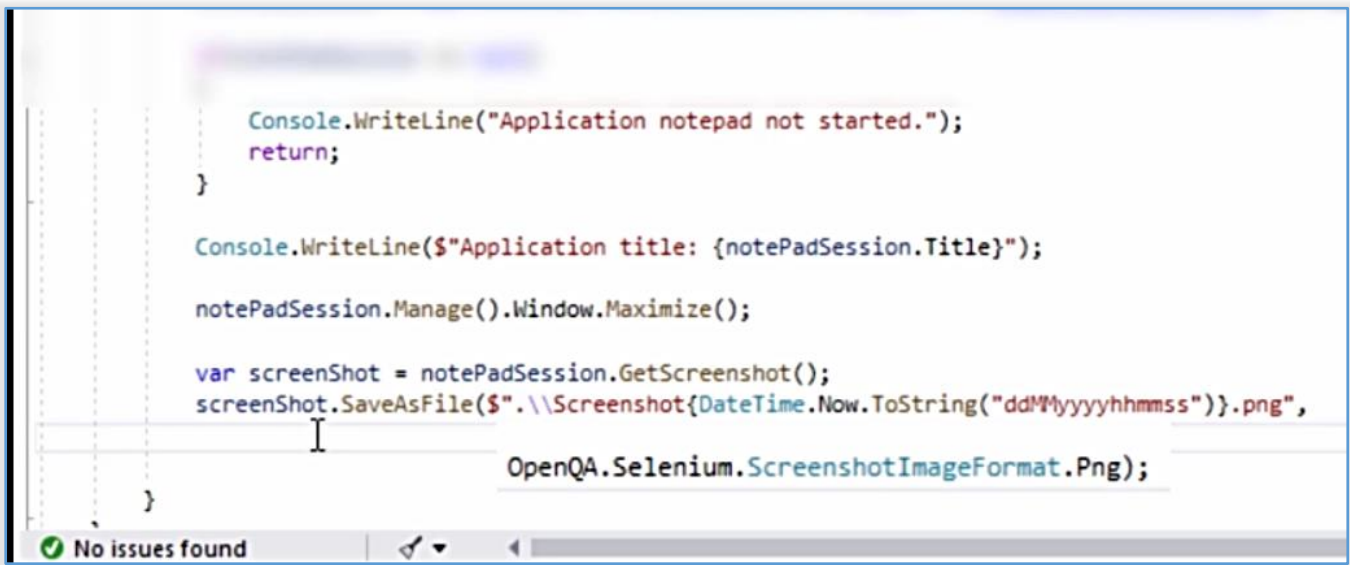 Console.WriteLine("Application notepad not started.");
return;
}
Console.WriteLine($"Application title: {notePadSession.Title}");
notePadSession.Manage().Window.Maximize();
var screenShot = notePadSession.GetScreenshot();
screenShot.SaveAsFile($".\\Screenshot{DateTime.Now.ToString("ddMMyyyyhhmmss")}.png",
OpenQA.Selenium.ScreenshotImageFormat.Png);
}
No issues found